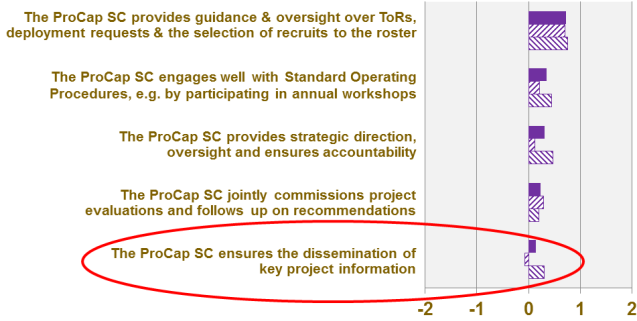 The ProCap SC provides guidance & oversight over ToRs,
deployment requests & the selection of recruits to the roster
The ProCap SC engages well with Standard Operating
Procedures, e.g. by participating in annual workshops
The ProCap SC provides strategic direction,
oversight and ensures accountability
The ProCap SC jointly commissions project
evaluations and follows up on recommendations
The ProCap SC ensures the dissemination of
key project information
-2 -1 0 1 2